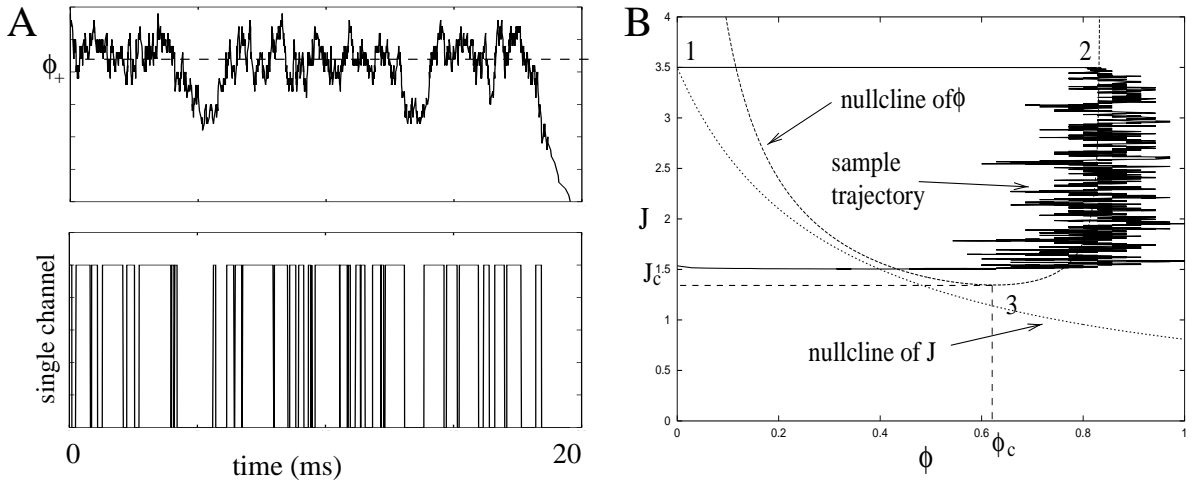 A
ϕ+
single channel
0
20
time (ms)
B
4
3.5
3
2.5
2
1.5
1
0.5
0
J
Jc
1
2
nullcline of ϕ
sample
trajectory
3
nullcline of J
0
0.2
0.4
0.6
0.8
1
ϕ
ϕc